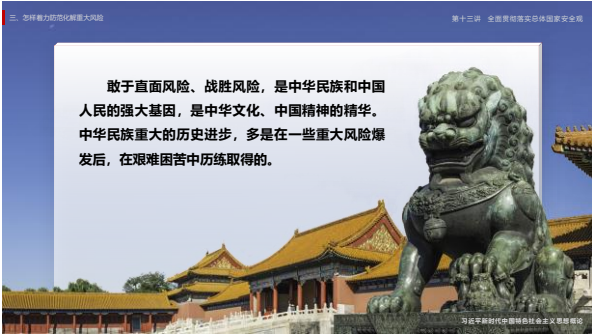 三、怎样着力防范化解重大风险
第十三讲 全面贯彻落实总体国家安全观
敢于直面风险、战胜风险，是中华民族和中国
人民的强大基因，是中华文化、中国精神的精华。
中华民族重大的历史进步，多是在一些重大风险爆
发后，在艰难困苦中历练取得的。
习近平新时代中国特色社会主义思想概论